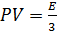 PV = E/3